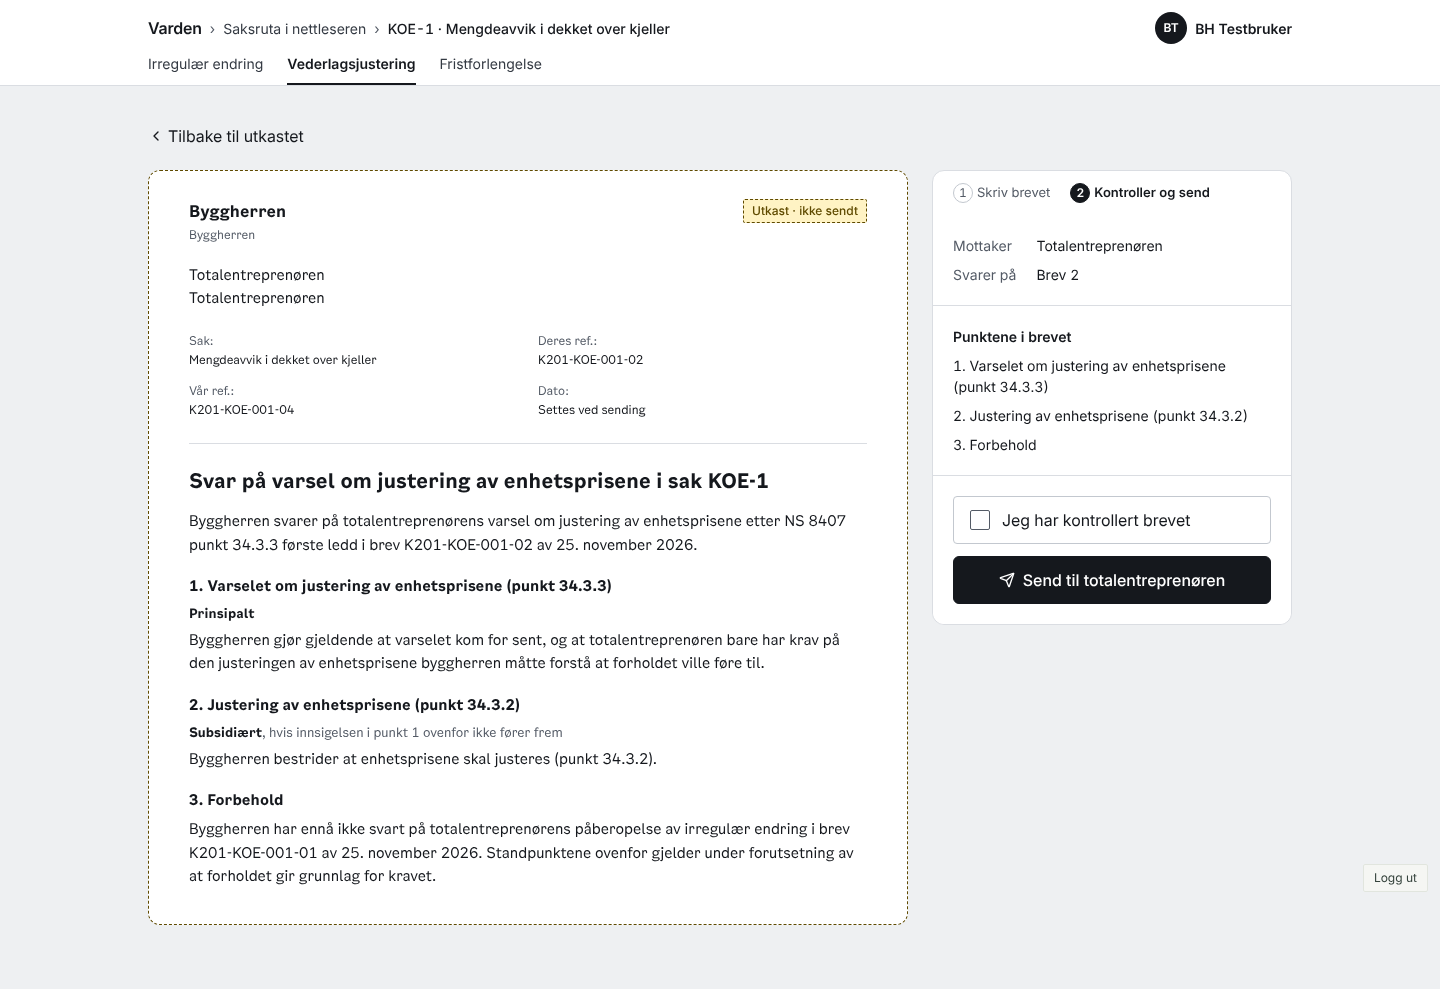 Varden › Saksruta i nettleseren › KOE-1 · Mengdeavvik i dekket over kjeller
BT BH Testbruker
Irregulær endring Vederlagsjustering Fristforlengelse
Tilbake til utkastet
Byggherren
Utkast · ikke sendt
Byggherren
Totalentreprenøren
Totalentreprenøren
Sak:
Mengdeavvik i dekket over kjeller
Deres ref.:
K201-KOE-001-02
Vår ref.:
K201-KOE-001-04
Dato:
Settes ved sending
Svar på varsel om justering av enhetsprisene i sak KOE-1
Byggherren svarer på totalentreprenørens varsel om justering av enhetsprisene etter NS 8407
punkt 34.3.3 første ledd i brev K201-KOE-001-02 av 25. november 2026.
1. Varselet om justering av enhetsprisene (punkt 34.3.3)
Prinsipalt
Byggherren gjør gjeldende at varselet kom for sent, og at totalentreprenøren bare har krav på
den justeringen av enhetsprisene byggherren måtte forstå at forholdet ville føre til.
2. Justering av enhetsprisene (punkt 34.3.2)
Subsidiært, hvis innsigelsen i punkt 1 ovenfor ikke fører frem
Byggherren bestrider at enhetsprisene skal justeres (punkt 34.3.2).
3. Forbehold
Byggherren har ennå ikke svart på totalentreprenørens påberopelse av irregulær endring i brev
K201-KOE-001-01 av 25. november 2026. Standpunktene ovenfor gjelder under forutsetning av
at forholdet gir grunnlag for kravet.
1 Skriv brevet 2 Kontroller og send
Mottaker Totalentreprenøren
Svarer på Brev 2
Punktene i brevet
1. Varselet om justering av enhetsprisene
(punkt 34.3.3)
2. Justering av enhetsprisene (punkt 34.3.2)
3. Forbehold
Jeg har kontrollert brevet
Send til totalentreprenøren
Logg ut